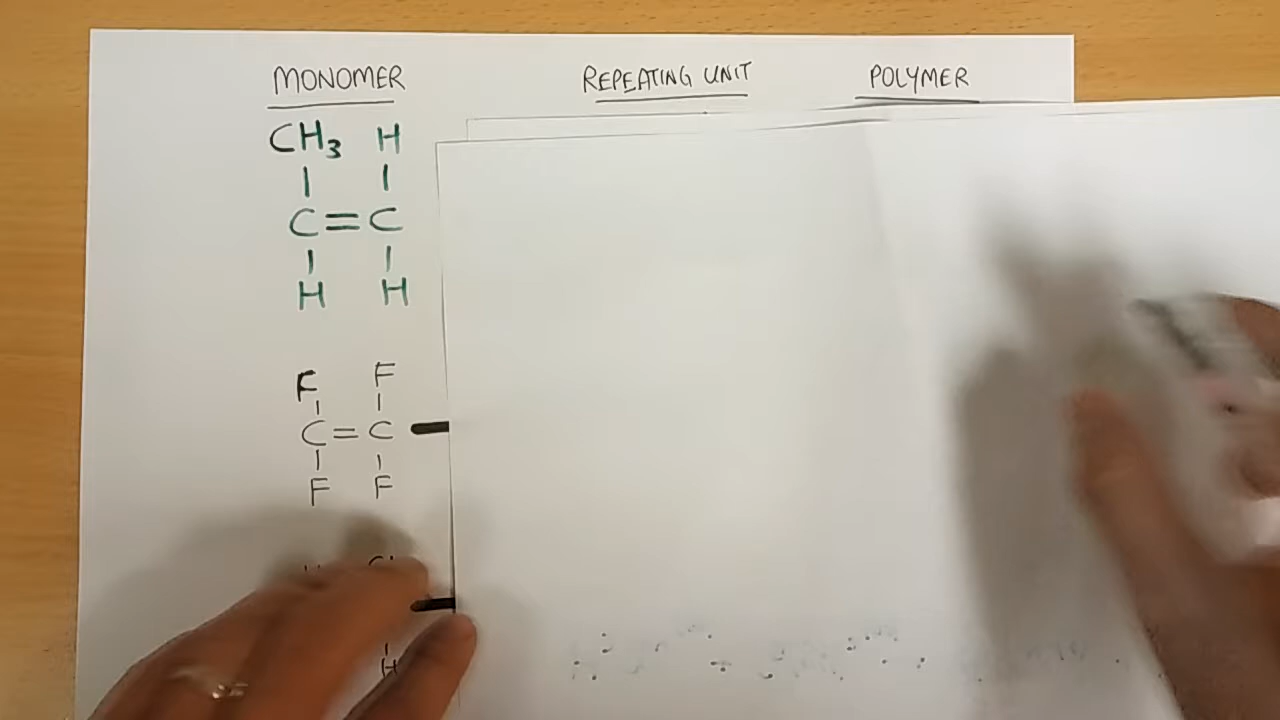 MONOMER
REPEATING UNIT
POLYMER
CH3 H
C=C
H H
F F
C=C
F F
H